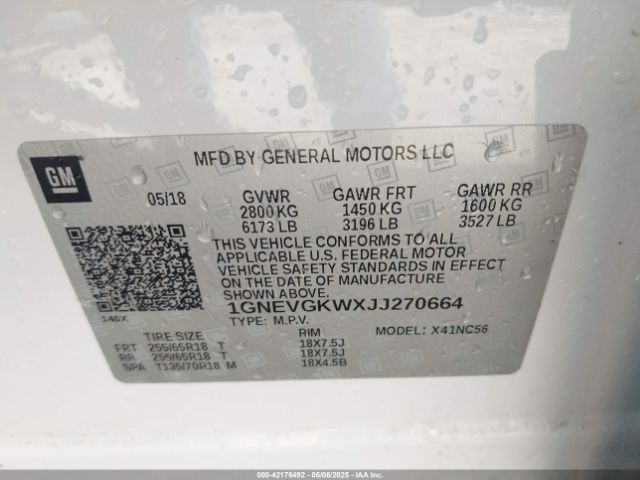 GM
MFD BY GENERAL MOTORS LLC
05/18 GVWR GAWR FRT GAWR RR
2800 KG 1450 KG 1600 KG
6173 LB 3196 LB 3527 LB
THIS VEHICLE CONFORMS TO ALL
APPLICABLE U.S. FEDERAL MOTOR
VEHICLE SAFETY STANDARDS IN EFFECT
ON THE DATE OF MANUFACTURE
SHOWN ABOVE.
1GNEVGKWXJJ270664
140X
TYPE: M.P.V. MODEL: X41NC56
TIRE SIZE RIM
FRT 255/65R18 T 18X7.5J
RR 255/65R18 T 18X7.5J
SPA T135/70R18 M 18X4.5B
000-42176492 - 05/08/2025 - IAA Inc.